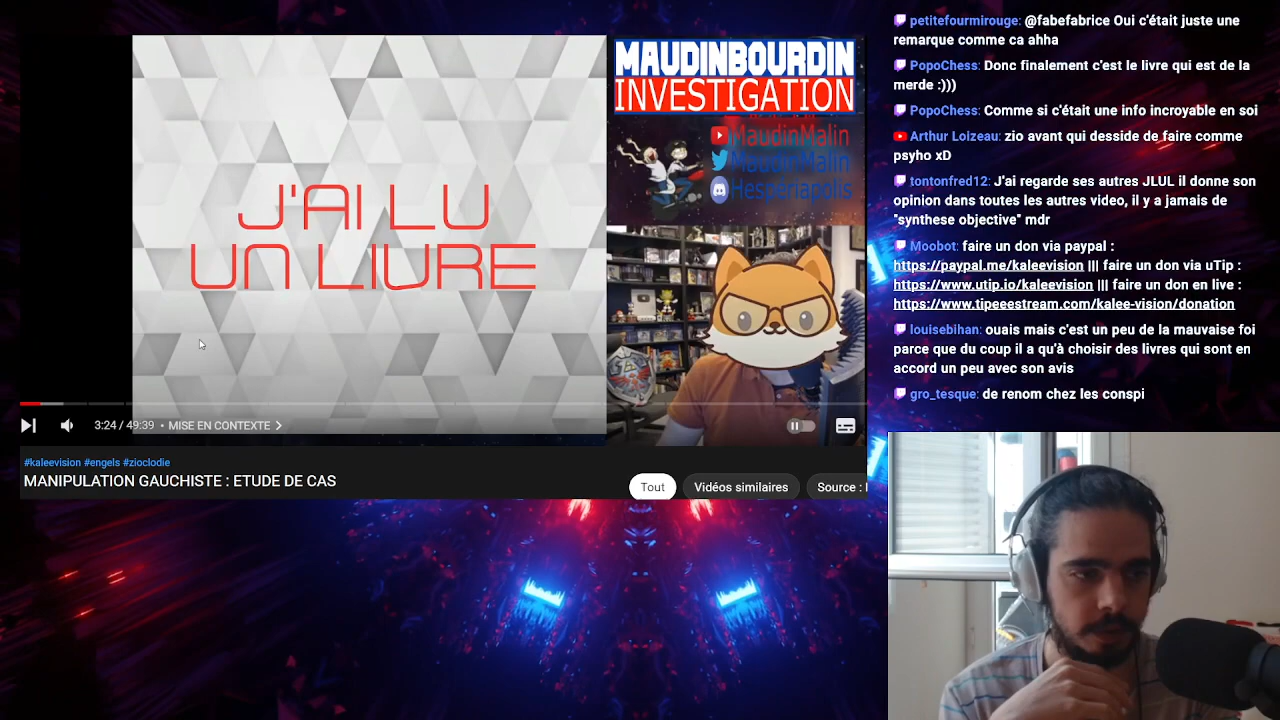 J'AI LU
UN LIVRE
MAUDINBOURDIN
INVESTIGATION
MaudinMalin
MaudinMalin
Hespériapolis
3:24 / 49:39 • MISE EN CONTEXTE >
#kaleevision #engels #zioclodie
MANIPULATION GAUCHISTE : ETUDE DE CAS
Tout
Vidéos similaires
Source :
petitefourmirouge: @fabefabrice Oui c'était juste une
remarque comme ca ahha
PopoChess: Donc finalement c'est le livre qui est de la
merde :)))
PopoChess: Comme si c'était une info incroyable en soi
Arthur Loizeau: zio avant qui desside de faire comme
psyho xD
tontonfred12: J'ai regarde ses autres JLUL il donne son
opinion dans toutes les autres video, il y a jamais de
"synthese objective" mdr
Moobot: faire un don via paypal :
https://paypal.me/kaleevision ||| faire un don via uTip :
https://www.utip.io/kaleevision ||| faire un don en live :
https://www.tipeeestream.com/kalee-vision/donation
louisebihan: ouais mais c'est un peu de la mauvaise foi
parce que du coup il a qu'à choisir des livres qui sont en
accord un peu avec son avis
gro_tesque: de renom chez les conspi